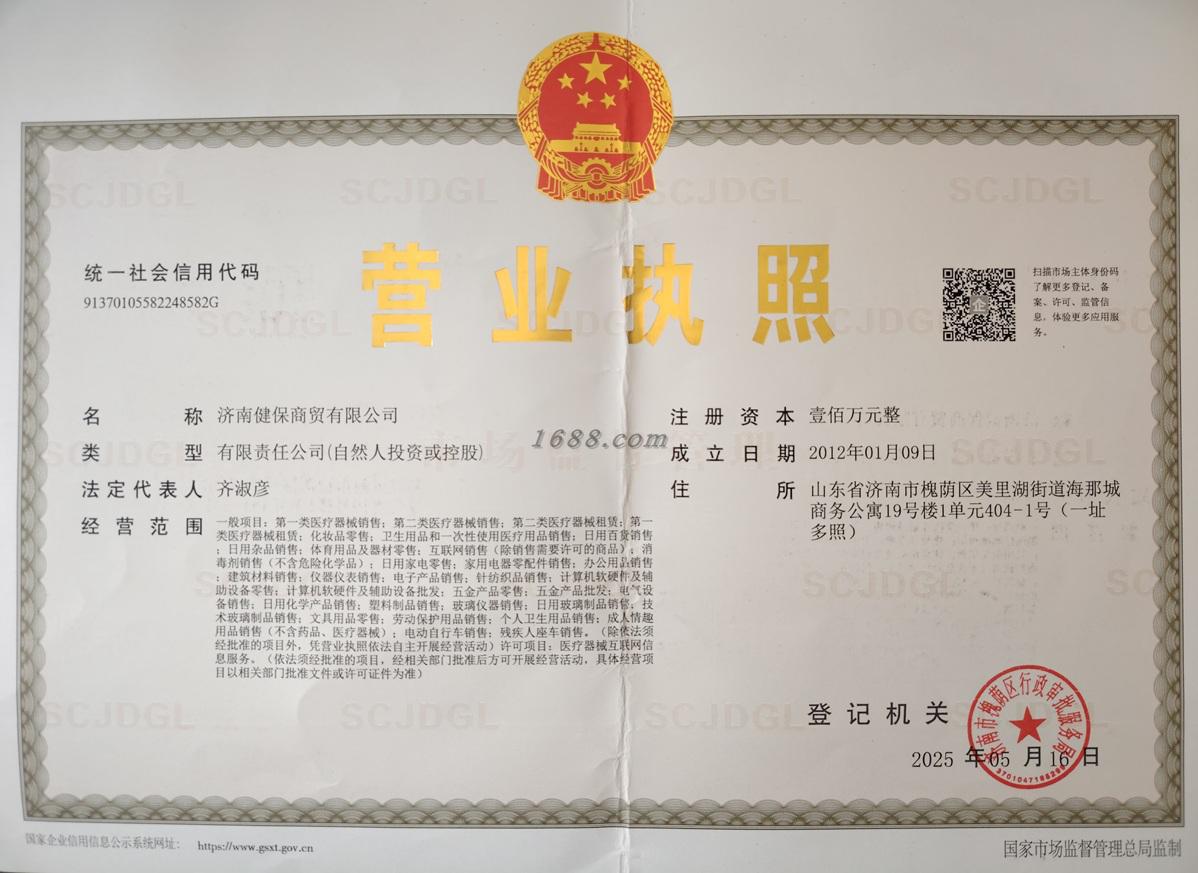 营业执照
统一社会信用代码
91370105582248582G
扫描市场主体身份码
了解更多登记、备
案、许可、监管信
息，体验更多应用服
务。
名称 济南健保商贸有限公司
类型 有限责任公司(自然人投资或控股)
法定代表人 齐淑彦
经营范围 一般项目：第一类医疗器械销售；第二类医疗器械销售；第二类医疗器械租赁；第一
类医疗器械租赁；化妆品零售；卫生用品和一次性使用医疗用品销售；日用百货销售
；日用杂品销售；体育用品及器材零售；互联网销售（除销售需要许可的商品）；消
毒剂销售（不含危险化学品）；日用家电零售；家用电器零配件销售；办公用品销售
；建筑材料销售；仪器仪表销售；电子产品销售；针纺织品销售；计算机软硬件及辅
助设备零售；计算机软硬件及辅助设备批发；五金产品零售；五金产品批发；电气设
备销售；日用化学产品销售；塑料制品销售；玻璃仪器销售；日用玻璃制品销售；技
术玻璃制品销售；文具用品零售；劳动保护用品销售；个人卫生用品销售；成人情趣
用品销售（不含药品、医疗器械）；电动自行车销售；残疾人座车销售。（除依法须
经批准的项目外，凭营业执照依法自主开展经营活动）许可项目：医疗器械互联网信
息服务。（依法须经批准的项目，经相关部门批准后方可开展经营活动，具体经营项
目以相关部门批准文件或许可证件为准）
注册资本 壹佰万元整
成立日期 2012年01月09日
住所 山东省济南市槐荫区美里湖街道海那城
商务公寓19号楼1单元404-1号（一址
多照）
1688.com
登记机关
济南市槐荫区行政审批服务局
2025 年05 月16 日
国家企业信用信息公示系统网址： https://www.gsxt.gov.cn
国家市场监督管理总局监制